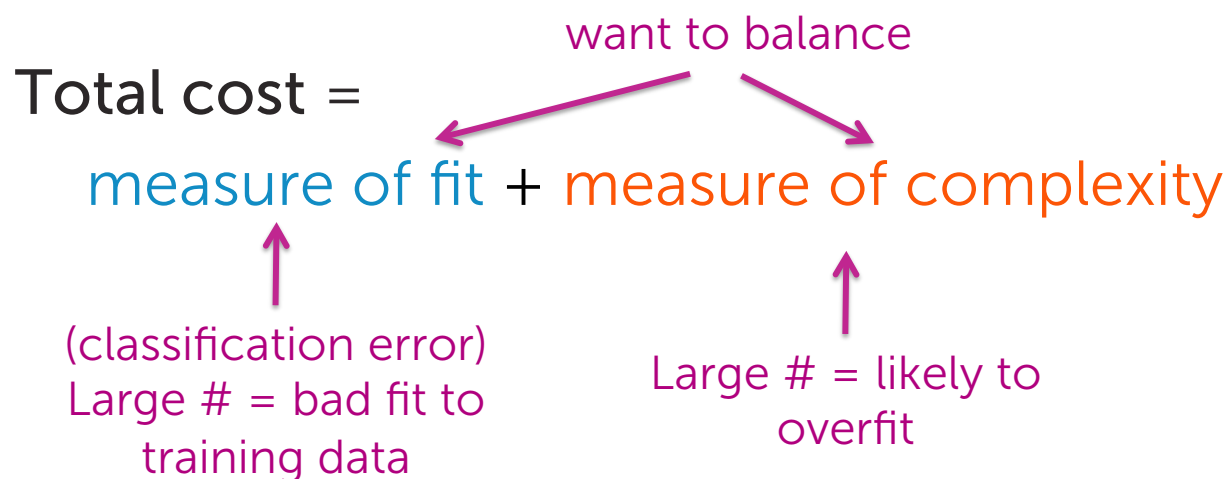 want to balance
Total cost =
measure of fit + measure of complexity
(classification error)
Large # = bad fit to
training data
Large # = likely to
overfit